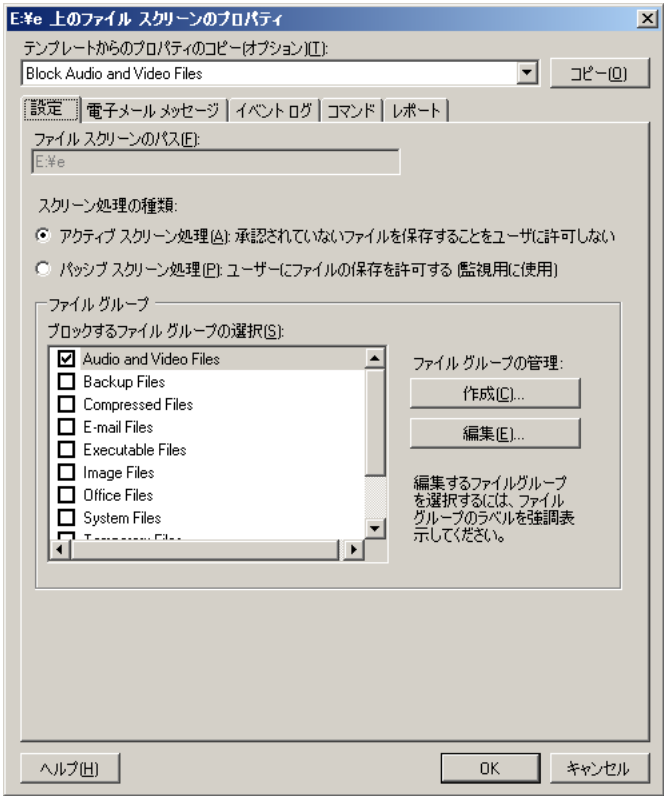 E:¥e 上のファイル スクリーンのプロパティ
テンプレートからのプロパティのコピー(オプション)(T):
Block Audio and Video Files
コピー(O)
設定
電子メール メッセージ
イベント ログ
コマンド
レポート
ファイル スクリーンのパス(F):
E:¥e
スクリーン処理の種類:
アクティブ スクリーン処理(A): 承認されていないファイルを保存することをユーザに許可しない
パッシブ スクリーン処理(P): ユーザーにファイルの保存を許可する (監視用に使用)
ファイル グループ
ブロックするファイル グループの選択(S):
Audio and Video Files
Backup Files
Compressed Files
E-mail Files
Executable Files
Image Files
Office Files
System Files
Temporary Files
ファイル グループの管理:
作成(C)...
編集(E)...
編集するファイルグループ
を選択するには、ファイル
グループのラベルを強調表
示してください。
ヘルプ(H)
OK
キャンセル